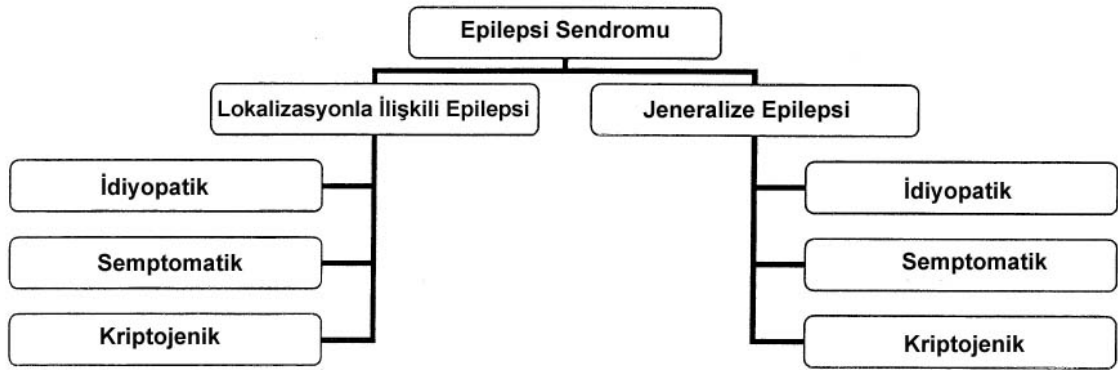 Epilepsi Sendromu
Lokalizasyonla İlişkili Epilepsi
Jeneralize Epilepsi
İdiyopatik
Semptomatik
Kriptojenik
İdiyopatik
Semptomatik
Kriptojenik